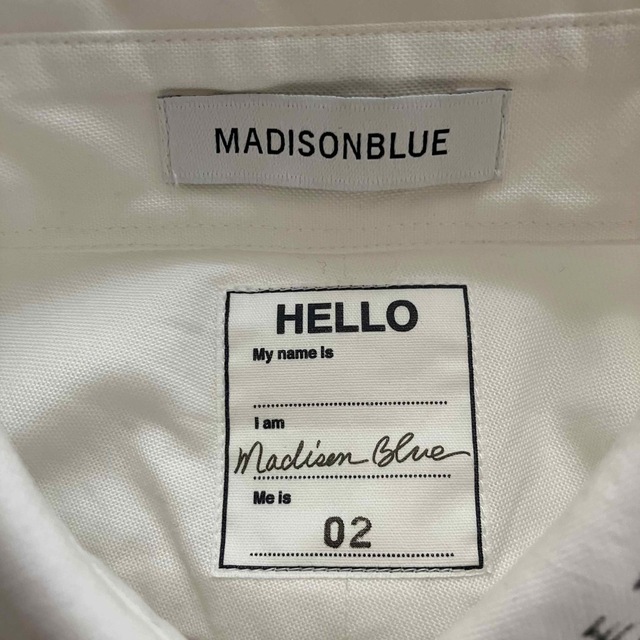 MADISONBLUE
HELLO
My name is
I am
Madison Blue
Me is
02